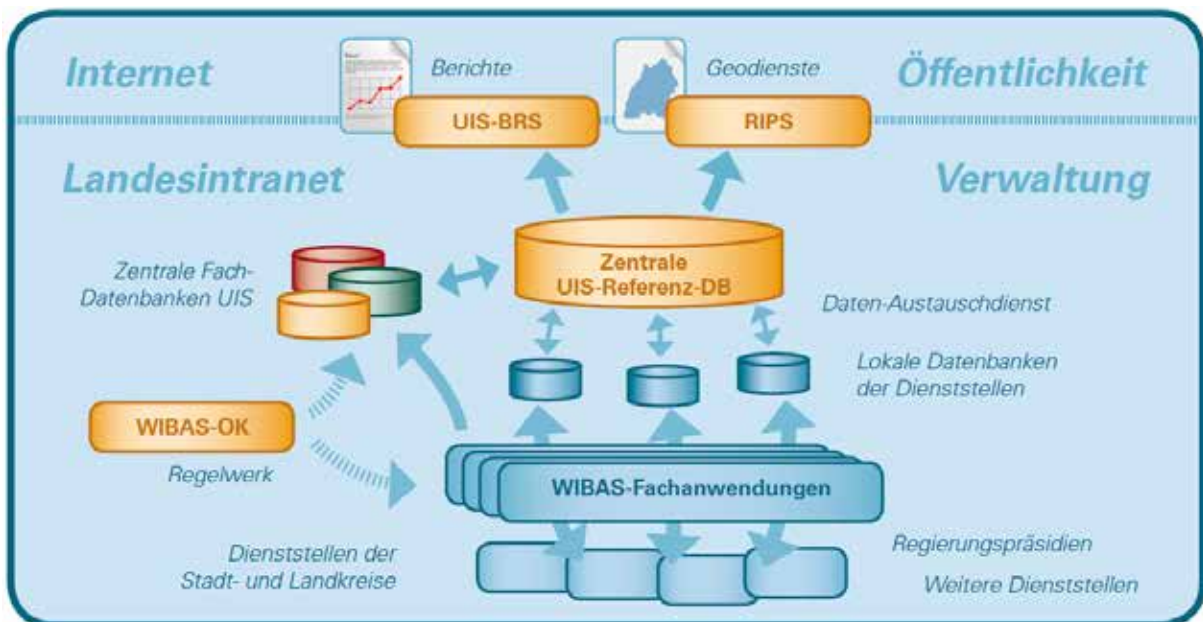 Internet
Berichte
Geodienste
Öffentlichkeit
UIS-BRS
RIPS
Landesintranet
Verwaltung
Zentrale Fach-
Datenbanken UIS
Zentrale
UIS-Referenz-DB
Daten-Austauschdienst
Lokale Datenbanken
der Dienststellen
WIBAS-OK
Regelwerk
WIBAS-Fachanwendungen
Dienststellen der
Stadt- und Landkreise
Regierungspräsidien
Weitere Dienststellen